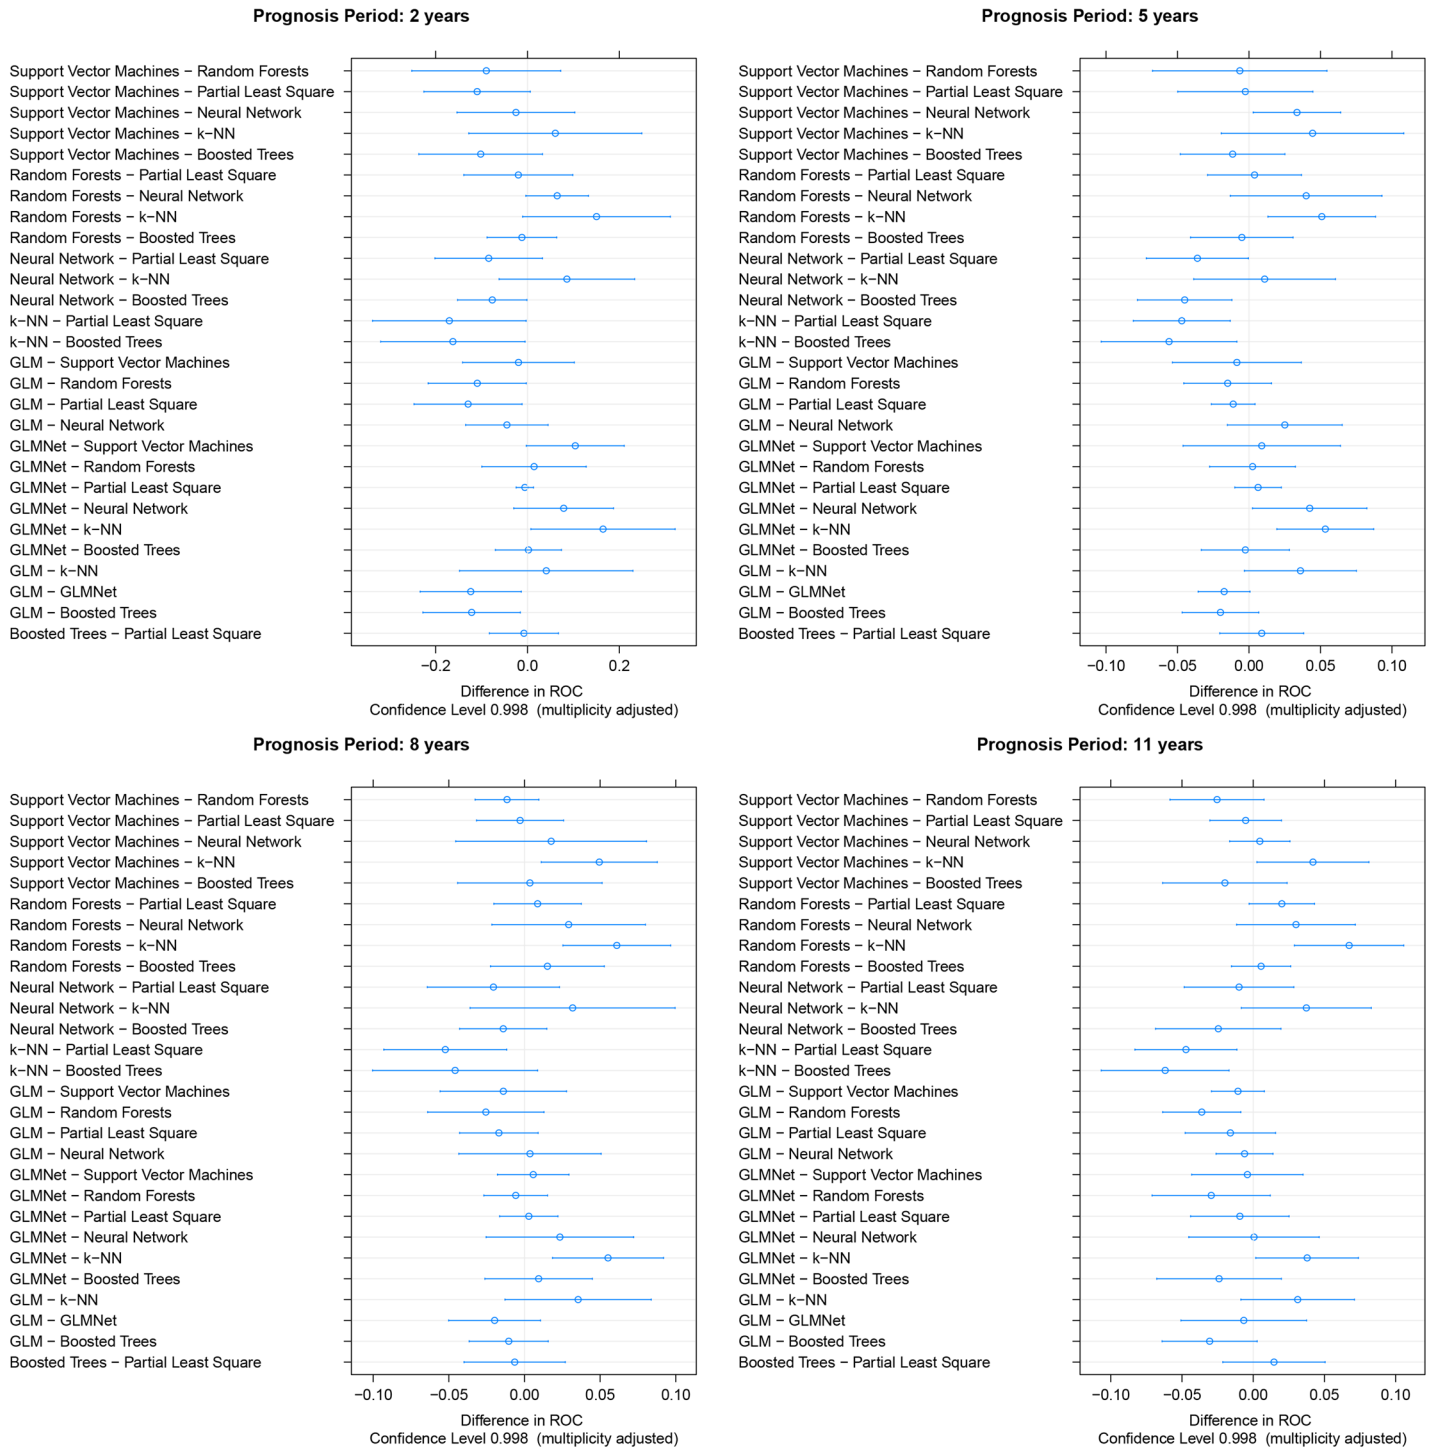 Prognosis Period: 2 years
Support Vector Machines − Random Forests
Support Vector Machines − Partial Least Square
Support Vector Machines − Neural Network
Support Vector Machines − k−NN
Support Vector Machines − Boosted Trees
Random Forests − Partial Least Square
Random Forests − Neural Network
Random Forests − k−NN
Random Forests − Boosted Trees
Neural Network − Partial Least Square
Neural Network − k−NN
Neural Network − Boosted Trees
k−NN − Partial Least Square
k−NN − Boosted Trees
GLM − Support Vector Machines
GLM − Random Forests
GLM − Partial Least Square
GLM − Neural Network
GLMNet − Support Vector Machines
GLMNet − Random Forests
GLMNet − Partial Least Square
GLMNet − Neural Network
GLMNet − k−NN
GLMNet − Boosted Trees
GLM − k−NN
GLM − GLMNet
GLM − Boosted Trees
Boosted Trees − Partial Least Square
−0.2 0.0 0.2
Difference in ROC
Confidence Level 0.998 (multiplicity adjusted)
Prognosis Period: 5 years
Support Vector Machines − Random Forests
Support Vector Machines − Partial Least Square
Support Vector Machines − Neural Network
Support Vector Machines − k−NN
Support Vector Machines − Boosted Trees
Random Forests − Partial Least Square
Random Forests − Neural Network
Random Forests − k−NN
Random Forests − Boosted Trees
Neural Network − Partial Least Square
Neural Network − k−NN
Neural Network − Boosted Trees
k−NN − Partial Least Square
k−NN − Boosted Trees
GLM − Support Vector Machines
GLM − Random Forests
GLM − Partial Least Square
GLM − Neural Network
GLMNet − Support Vector Machines
GLMNet − Random Forests
GLMNet − Partial Least Square
GLMNet − Neural Network
GLMNet − k−NN
GLMNet − Boosted Trees
GLM − k−NN
GLM − GLMNet
GLM − Boosted Trees
Boosted Trees − Partial Least Square
−0.10 −0.05 0.00 0.05 0.10
Difference in ROC
Confidence Level 0.998 (multiplicity adjusted)
Prognosis Period: 8 years
Support Vector Machines − Random Forests
Support Vector Machines − Partial Least Square
Support Vector Machines − Neural Network
Support Vector Machines − k−NN
Support Vector Machines − Boosted Trees
Random Forests − Partial Least Square
Random Forests − Neural Network
Random Forests − k−NN
Random Forests − Boosted Trees
Neural Network − Partial Least Square
Neural Network − k−NN
Neural Network − Boosted Trees
k−NN − Partial Least Square
k−NN − Boosted Trees
GLM − Support Vector Machines
GLM − Random Forests
GLM − Partial Least Square
GLM − Neural Network
GLMNet − Support Vector Machines
GLMNet − Random Forests
GLMNet − Partial Least Square
GLMNet − Neural Network
GLMNet − k−NN
GLMNet − Boosted Trees
GLM − k−NN
GLM − GLMNet
GLM − Boosted Trees
Boosted Trees − Partial Least Square
−0.10 −0.05 0.00 0.05 0.10
Difference in ROC
Confidence Level 0.998 (multiplicity adjusted)
Prognosis Period: 11 years
Support Vector Machines − Random Forests
Support Vector Machines − Partial Least Square
Support Vector Machines − Neural Network
Support Vector Machines − k−NN
Support Vector Machines − Boosted Trees
Random Forests − Partial Least Square
Random Forests − Neural Network
Random Forests − k−NN
Random Forests − Boosted Trees
Neural Network − Partial Least Square
Neural Network − k−NN
Neural Network − Boosted Trees
k−NN − Partial Least Square
k−NN − Boosted Trees
GLM − Support Vector Machines
GLM − Random Forests
GLM − Partial Least Square
GLM − Neural Network
GLMNet − Support Vector Machines
GLMNet − Random Forests
GLMNet − Partial Least Square
GLMNet − Neural Network
GLMNet − k−NN
GLMNet − Boosted Trees
GLM − k−NN
GLM − GLMNet
GLM − Boosted Trees
Boosted Trees − Partial Least Square
−0.10 −0.05 0.00 0.05 0.10
Difference in ROC
Confidence Level 0.998 (multiplicity adjusted)